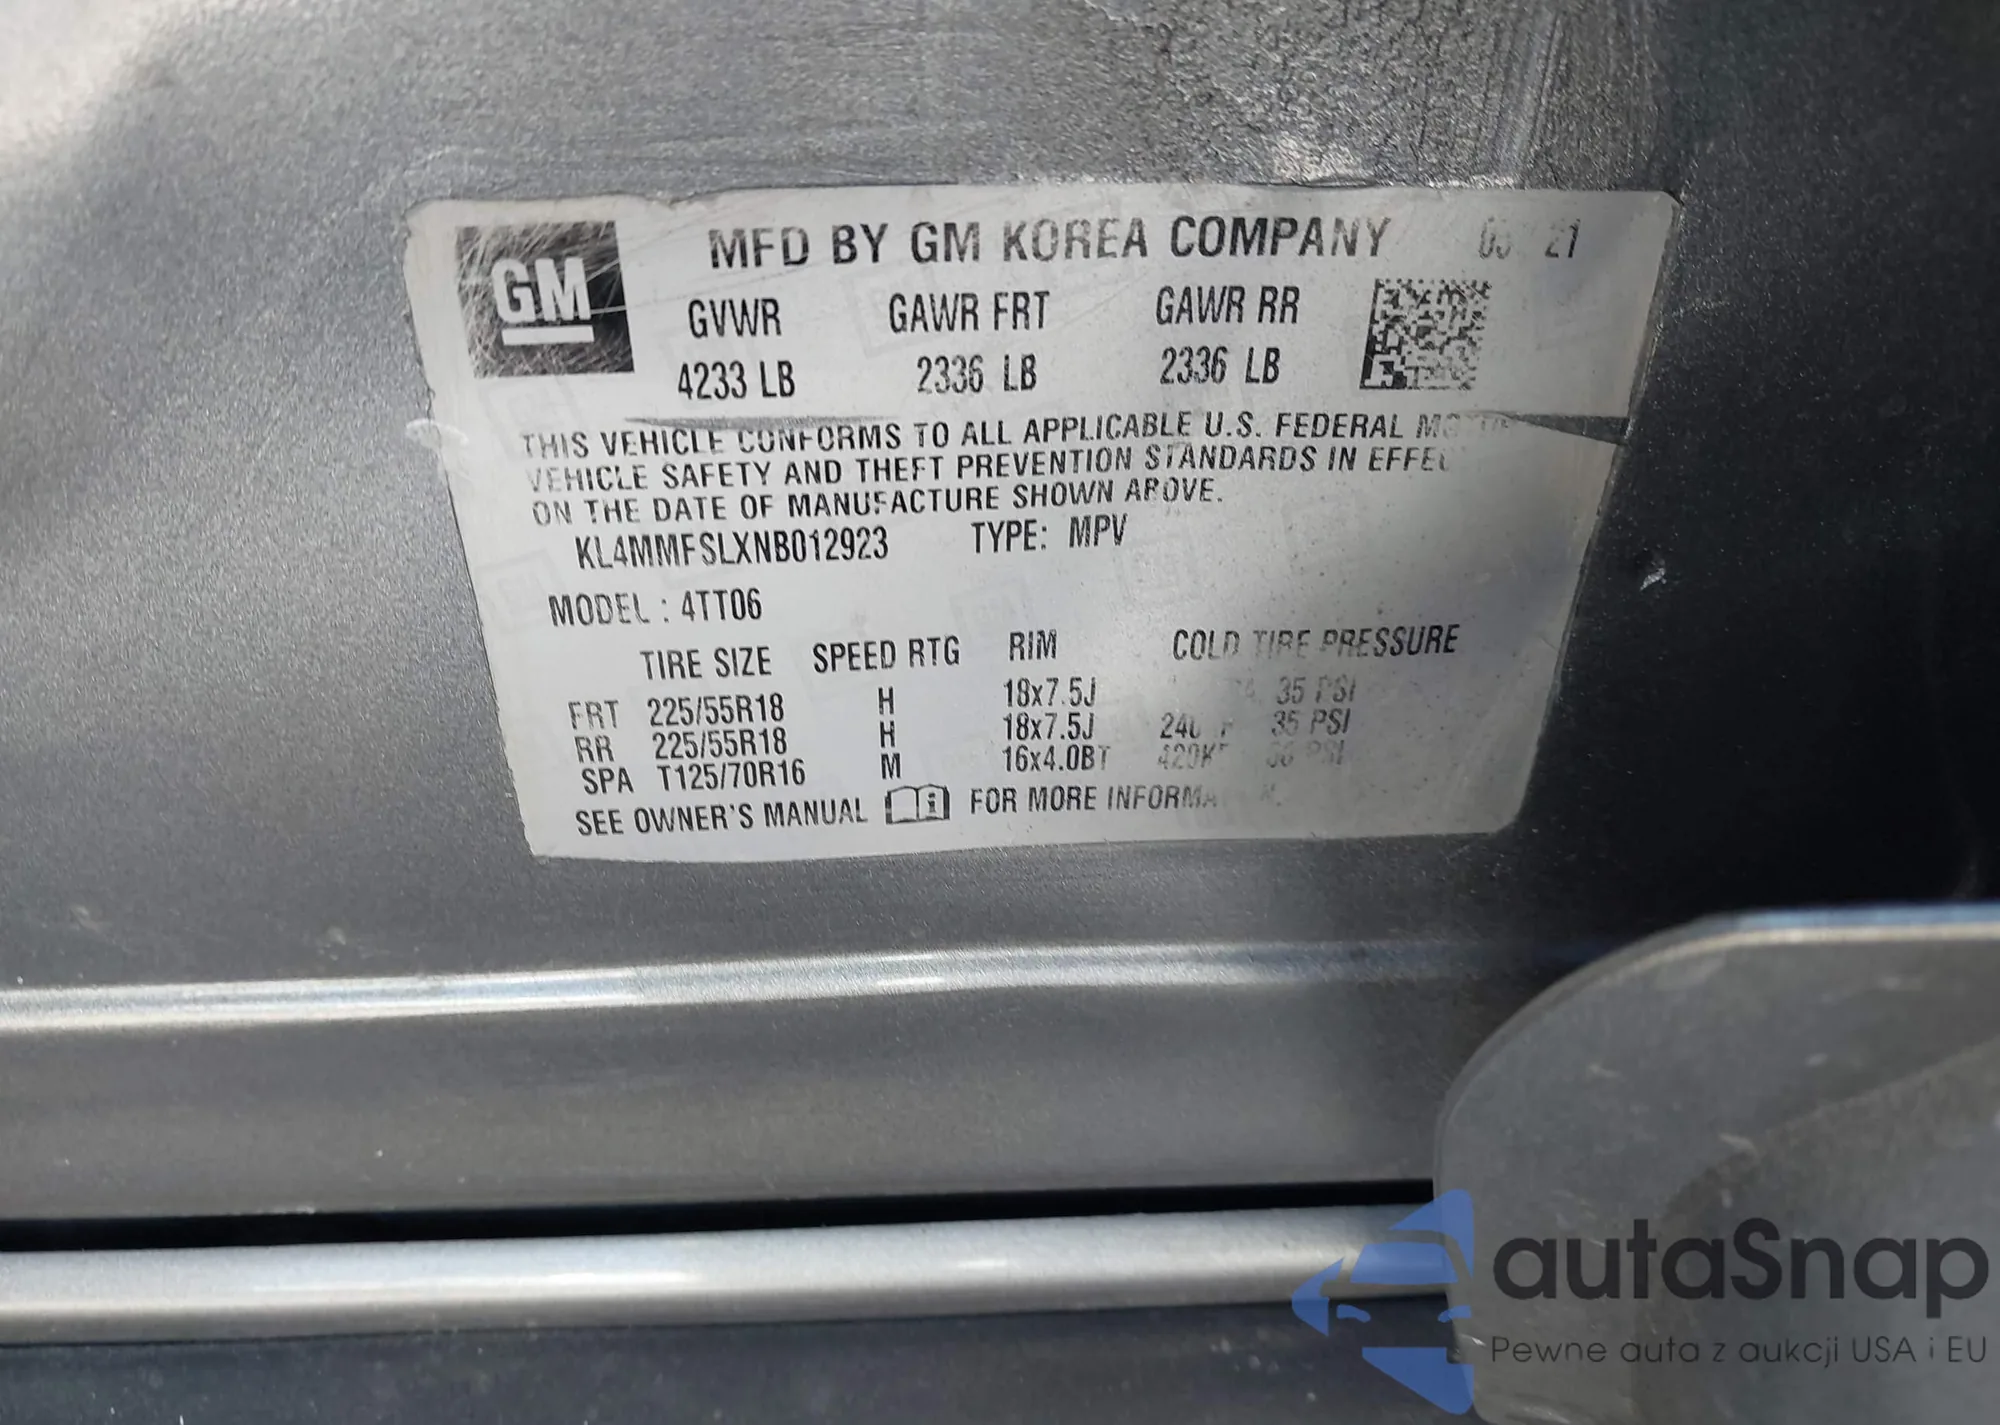 GM
MFD BY GM KOREA COMPANY 21
GVWR GAWR FRT GAWR RR
4233 LB 2336 LB 2336 LB
THIS VEHICLE CONFORMS TO ALL APPLICABLE U.S. FEDERAL
VEHICLE SAFETY AND THEFT PREVENTION STANDARDS IN
ON THE DATE OF MANUFACTURE SHOWN ABOVE.
KL4MMFSLXNB012923 TYPE: MPV
MODEL : 4TT06
TIRE SIZE SPEED RTG RIM COLD TIRE PRESSURE
FRT 225/55R18 H 18x7.5J 35 PSI
RR 225/55R18 H 18x7.5J 35 PSI
SPA T125/70R16 M 16x4.0BT PSI
SEE OWNER'S MANUAL FOR MORE
autaSnap
Pewne auta z aukcji USA i EU